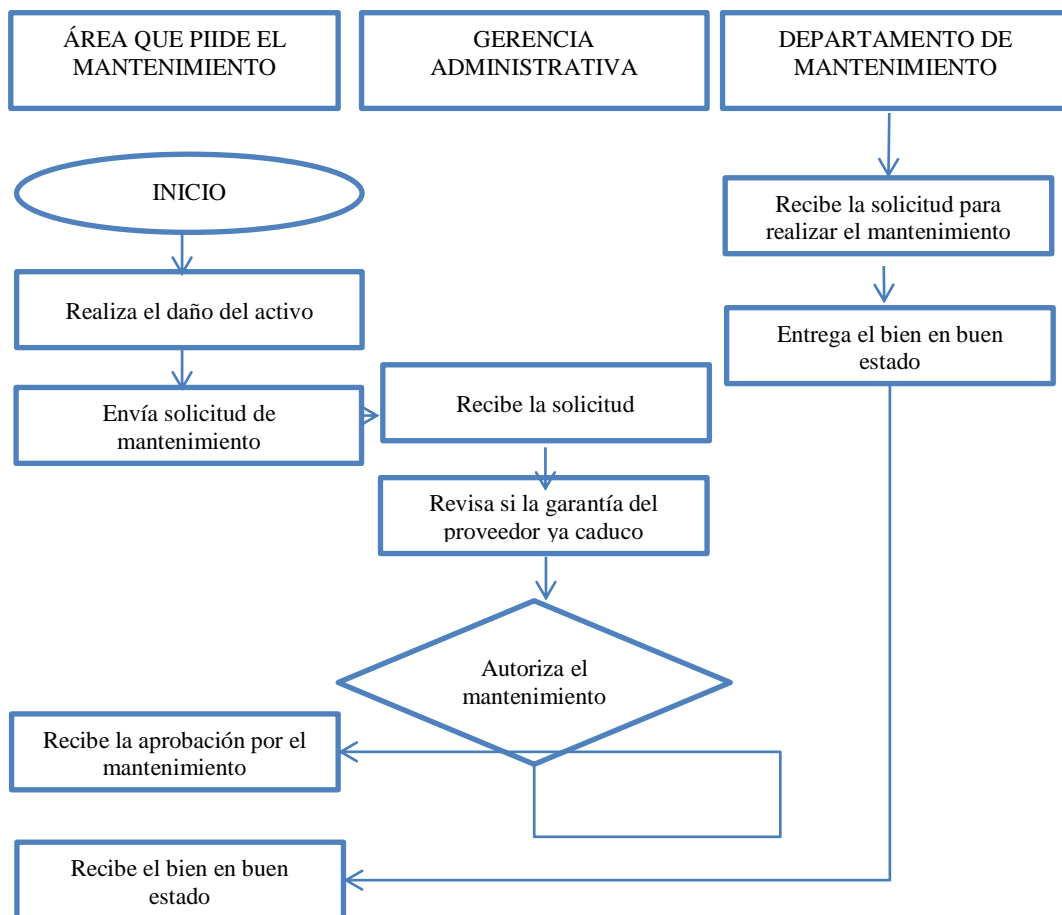 ÁREA QUE PIIDE EL
MANTENIMIENTO
GERENCIA
ADMINISTRATIVA
DEPARTAMENTO DE
MANTENIMIENTO
INICIO
Recibe la solicitud para
realizar el mantenimiento
Realiza el daño del activo
Entrega el bien en buen
estado
Envía solicitud de
mantenimiento
Recibe la solicitud
Revisa si la garantía del
proveedor ya caduco
Autoriza el
mantenimiento
Recibe la aprobación por el
mantenimiento
Recibe el bien en buen
estado